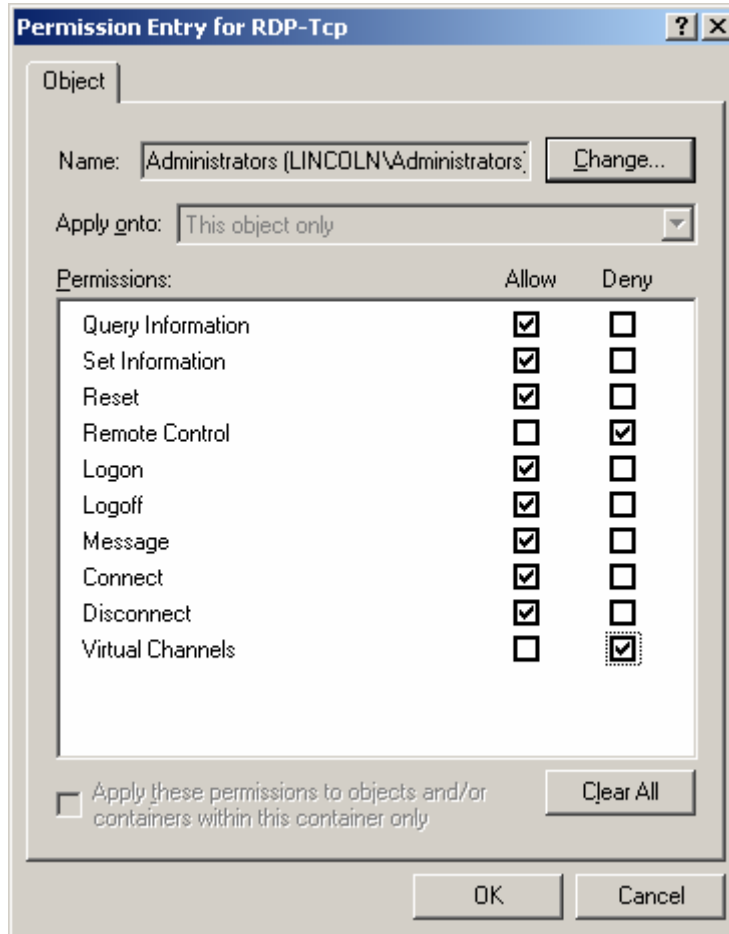 Permission Entry for RDP-Tcp
Object
Name: Administrators (LINCOLN\Administrators) Change...
Apply onto: This object only
Permissions: Allow Deny
Query Information
Set Information
Reset
Remote Control
Logon
Logoff
Message
Connect
Disconnect
Virtual Channels
Apply these permissions to objects and/or
containers within this container only
Clear All
OK Cancel